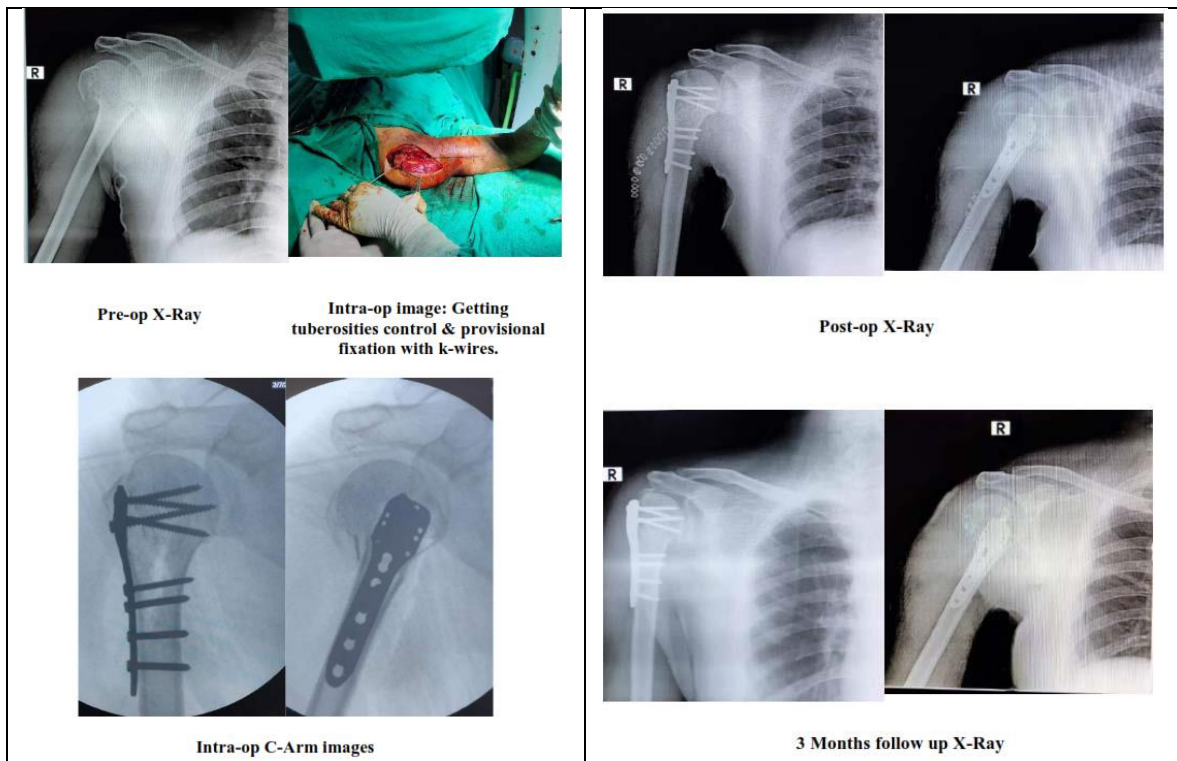 R
Pre-op X-Ray
Intra-op image: Getting
tuberosities control & provisional
fixation with k-wires.
Intra-op C-Arm images
R
R
Post-op X-Ray
R
R
3 Months follow up X-Ray